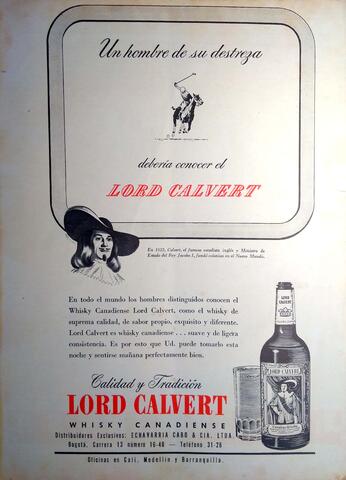 Un hombre de su destreza
debería conocer el
LORD CALVERT
En 1622, Calvert, el famoso estadista inglés y Ministro de
Estado del Rey Jacobo I, fundó colonias en el Nuevo Mundo.
En todo el mundo los hombres distinguidos conocen el
Whisky Canadiense Lord Calvert, como el whisky de
suprema calidad, de sabor propio, exquisito y diferente.
Lord Calvert es whisky canadiense . . . suave y de ligera
consistencia. Es por esto que Ud. puede tomarlo esta
noche y sentirse mañana perfectamente bien.
Calidad y Tradición
LORD CALVERT
WHISKY CANADIENSE
Distribuidores Exclusivos: ECHAVARRIA CABO & CIA. LTDA.
Bogotá, Carrera 13 número 16-40 — Teléfono 31-26
Oficinas en Cali, Medellín y Barranquilla.
LORD
CALVERT
LORD CALVERT